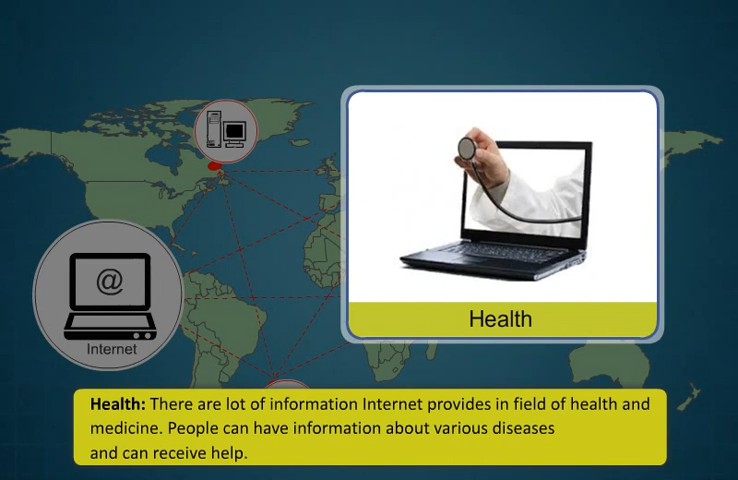 @
Internet
Health
Health: There are lot of information Internet provides in field of health and
medicine. People can have information about various diseases
and can receive help.